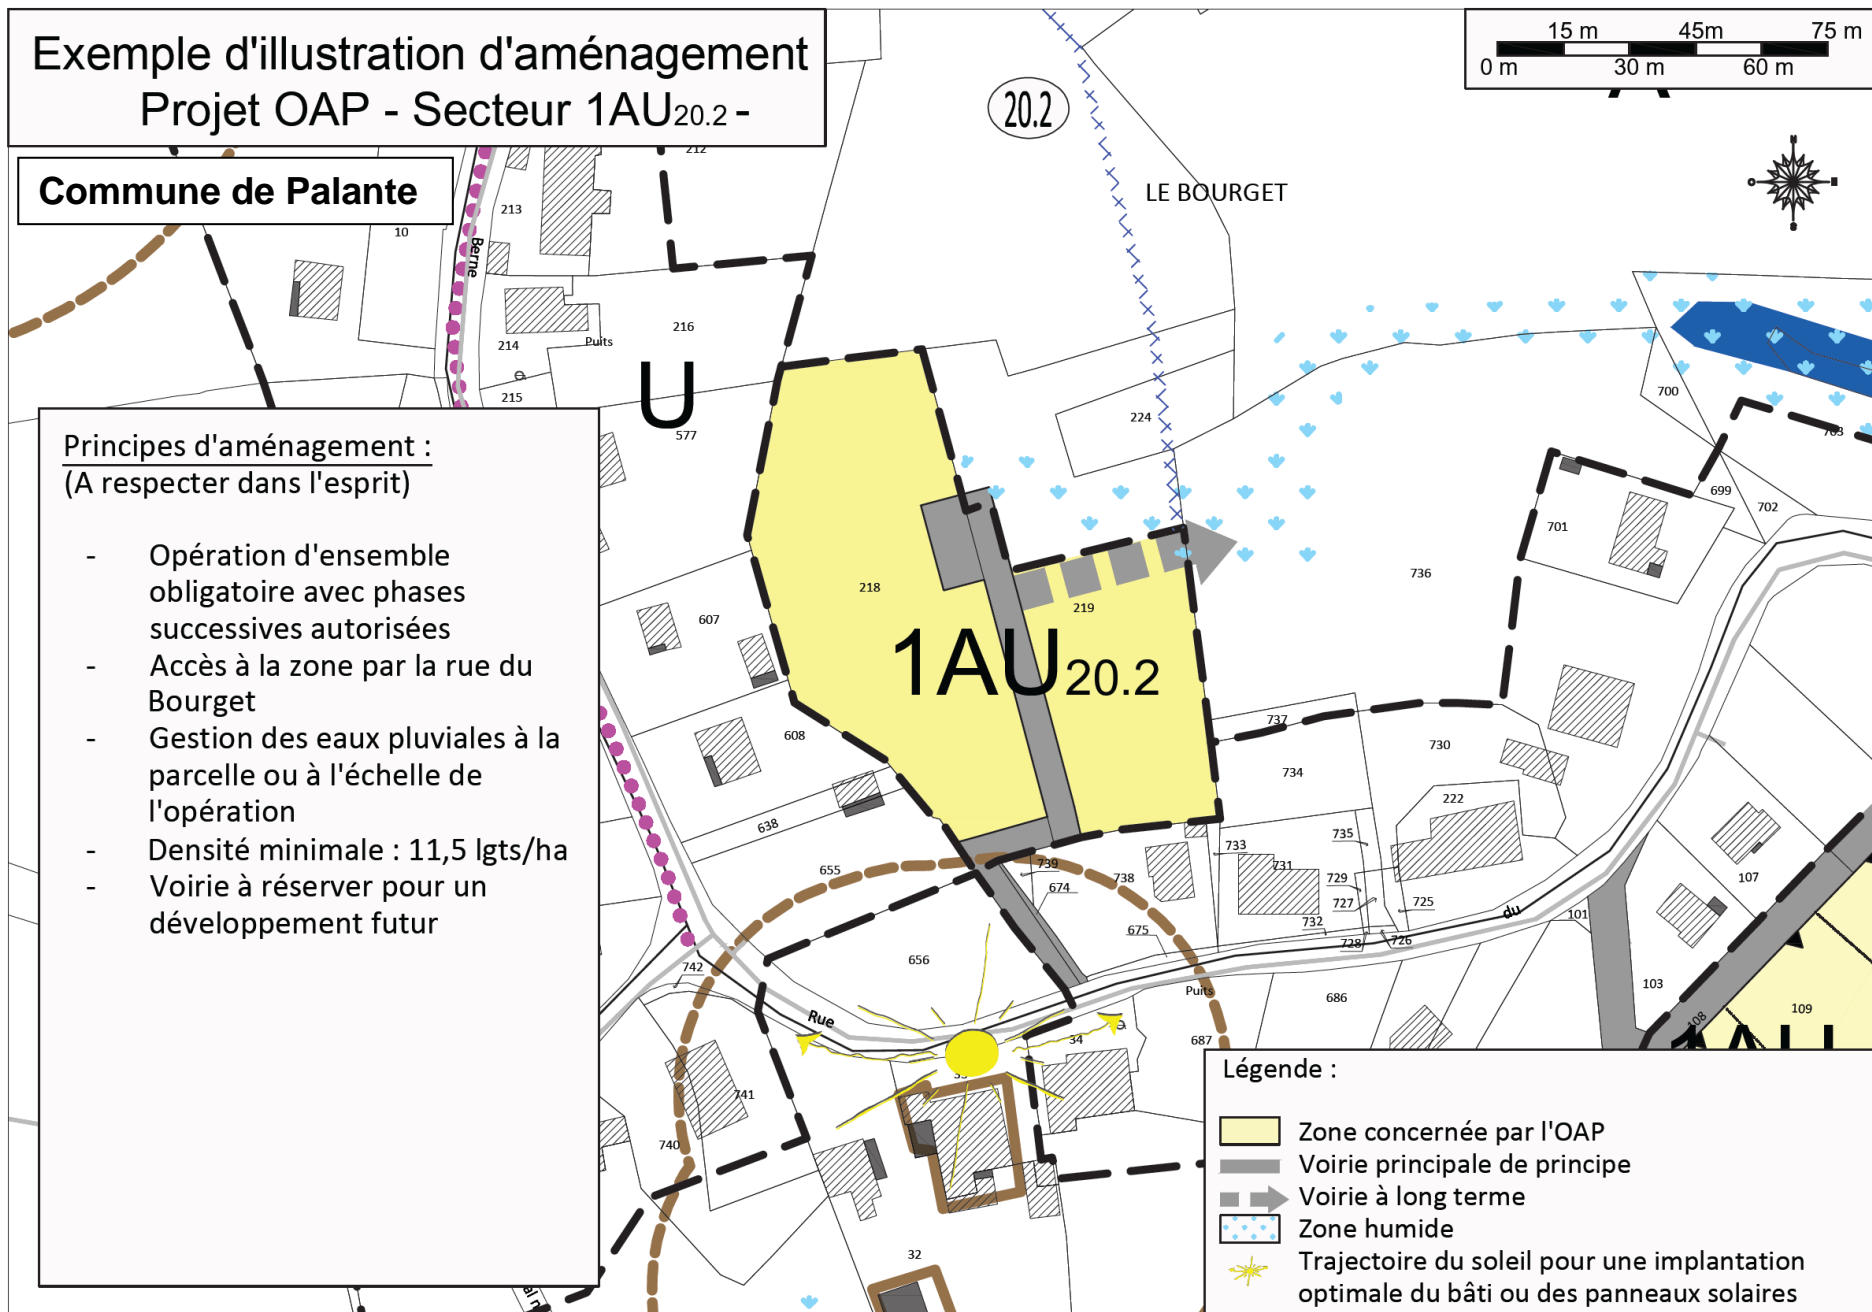 Exemple d'illustration d'aménagement
Projet OAP - Secteur 1AU20.2 -
Commune de Palante
15 m 45m 75 m
0 m 30 m 60 m
20.2
LE BOURGET
N
O
S
212
213
10
Berne
216
214
Puits
215
U
577
224
700
703
699
702
701
736
218
219
1AU20.2
607
608
638
737
730
734
222
735
733
731
729
727
725
732
728
726
655
739
674
738
675
656
742
Rue
du
Puits
686
687
34
33
741
740
32
101
107
103
108
109
1AU
Principes d'aménagement :
(A respecter dans l'esprit)
- Opération d'ensemble
obligatoire avec phases
successives autorisées
- Accès à la zone par la rue du
Bourget
- Gestion des eaux pluviales à la
parcelle ou à l'échelle de
l'opération
- Densité minimale : 11,5 lgts/ha
- Voirie à réserver pour un
développement futur
Légende :
Zone concernée par l'OAP
Voirie principale de principe
Voirie à long terme
Zone humide
Trajectoire du soleil pour une implantation
optimale du bâti ou des panneaux solaires